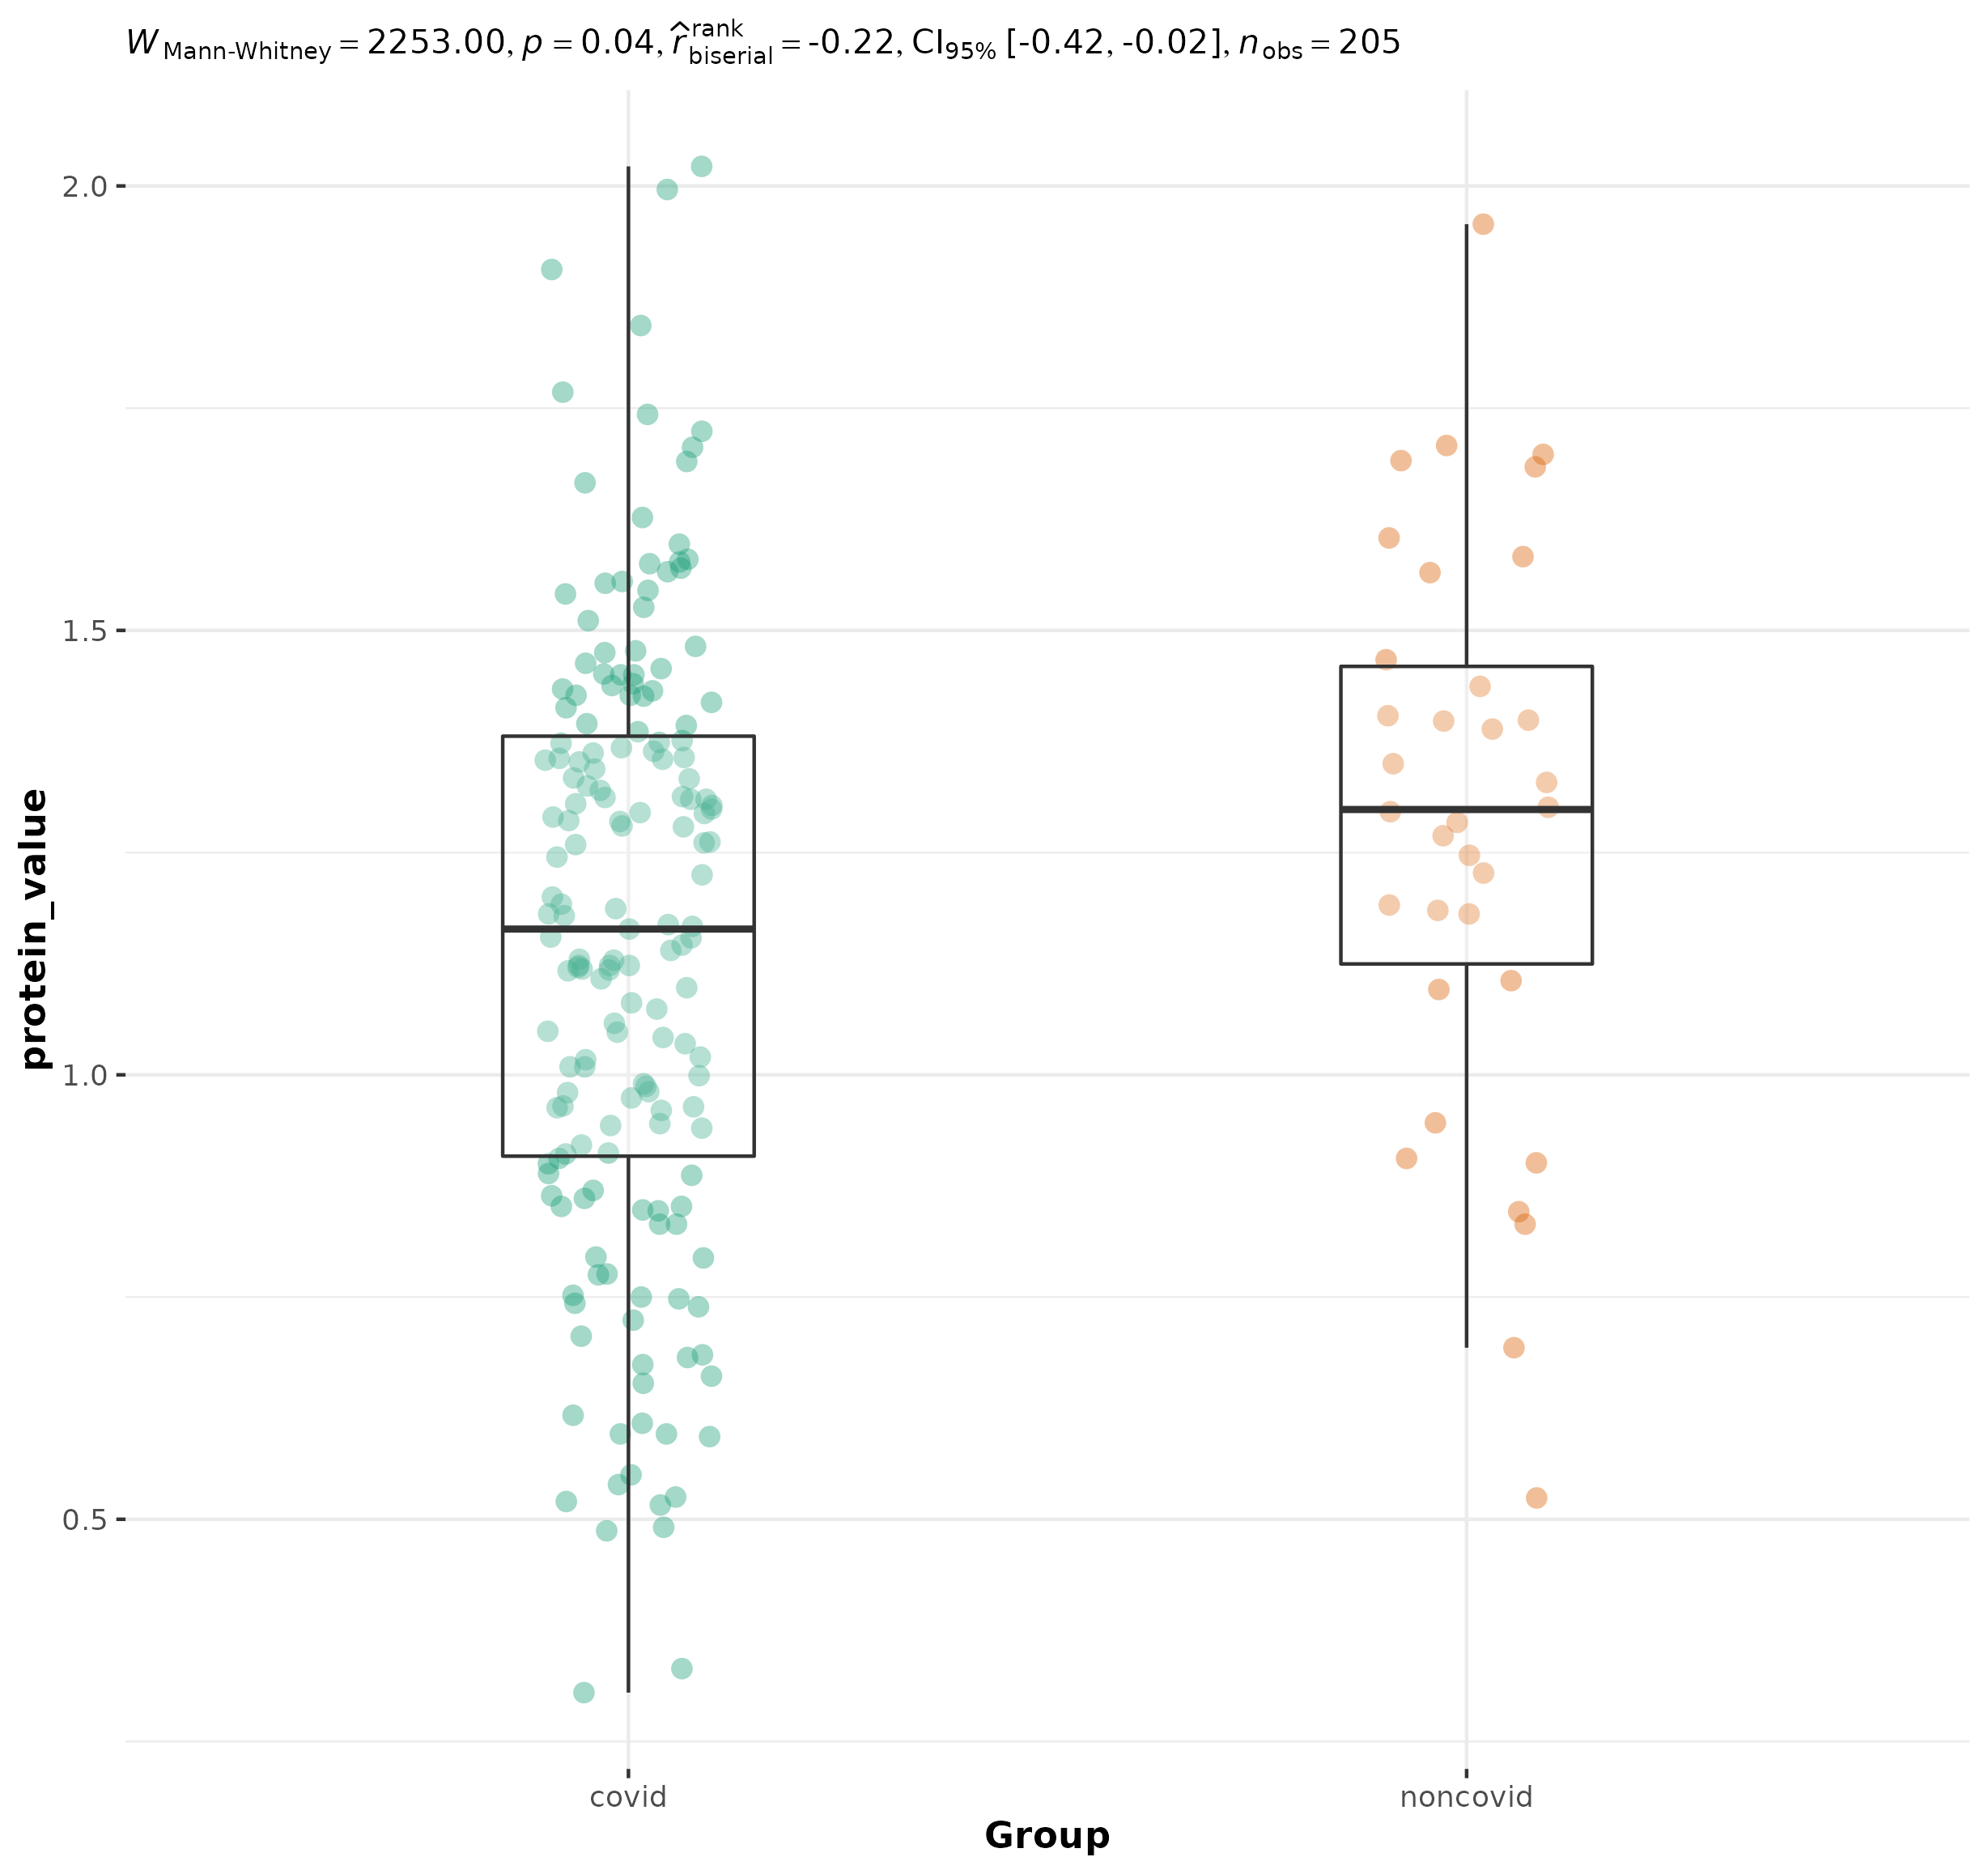 W Mann-Whitney = 2253.00, p = 0.04, r̂ rank biserial = -0.22, CI95% [-0.42, -0.02], nobs = 205
protein_value
2.0
1.5
1.0
0.5
covid noncovid
Group